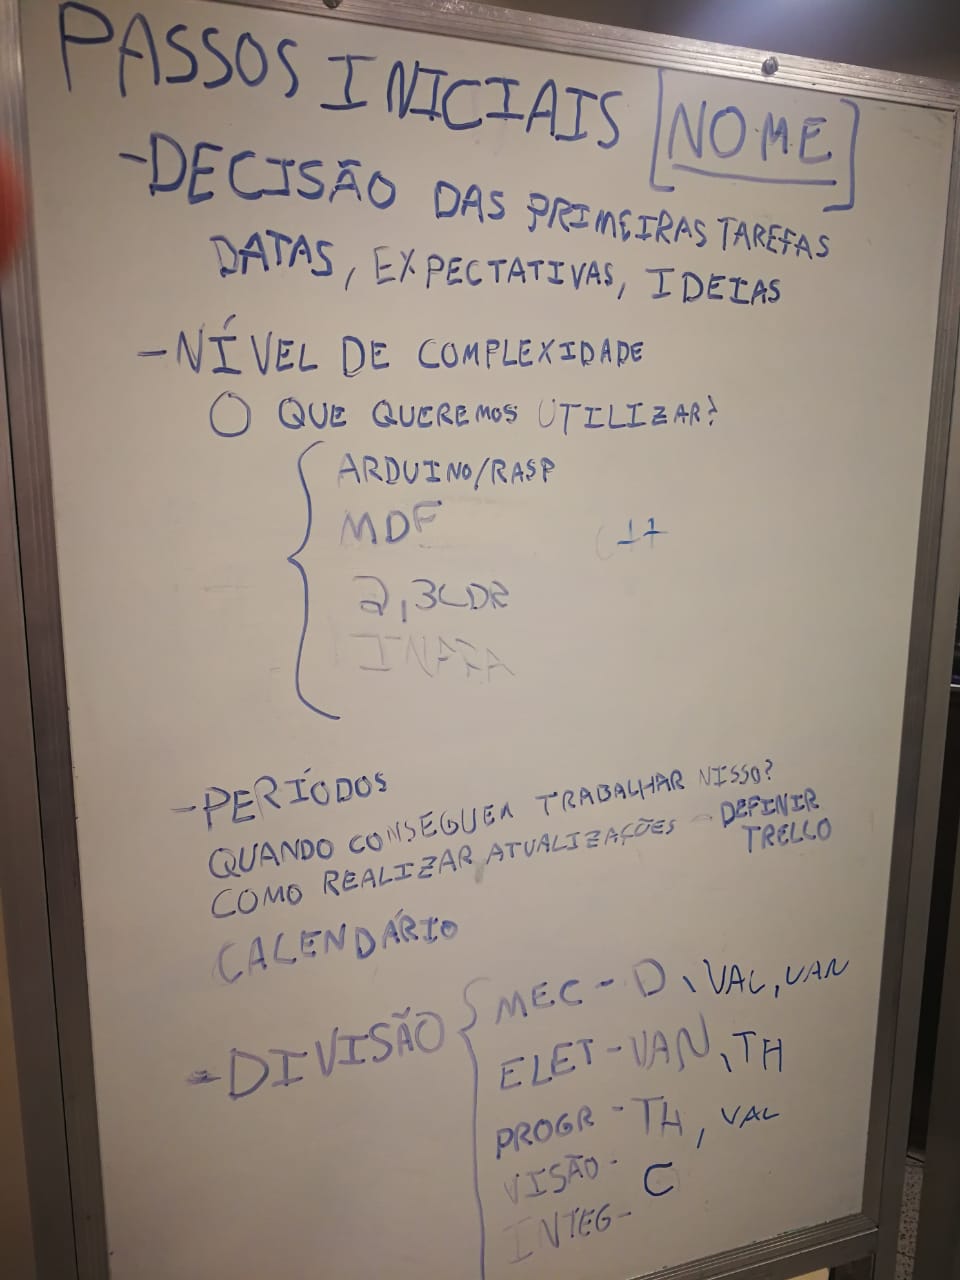 PASSOS INICIAIS [NOME]
-DECISÃO DAS PRIMEIRAS TAREFAS
DATAS, EXPECTATIVAS, IDEIAS
-NÍVEL DE COMPLEXIDADE
O QUE QUEREMOS UTILIZAR?
ARDUINO/RASP
MDF
C++
2,3LDR
-PERÍODOS
QUANDO CONSEGUEM TRABALHAR NISSO?
COMO REALIZAR ATUALIZAÇÕES - DEFINIR
TRELLO
CALENDÁRIO
-DIVISÃO
MEC - D, VAL, VAN
ELET-VAN, TH
PROGR - TH, VAL
VISÃO- C
INTEG-